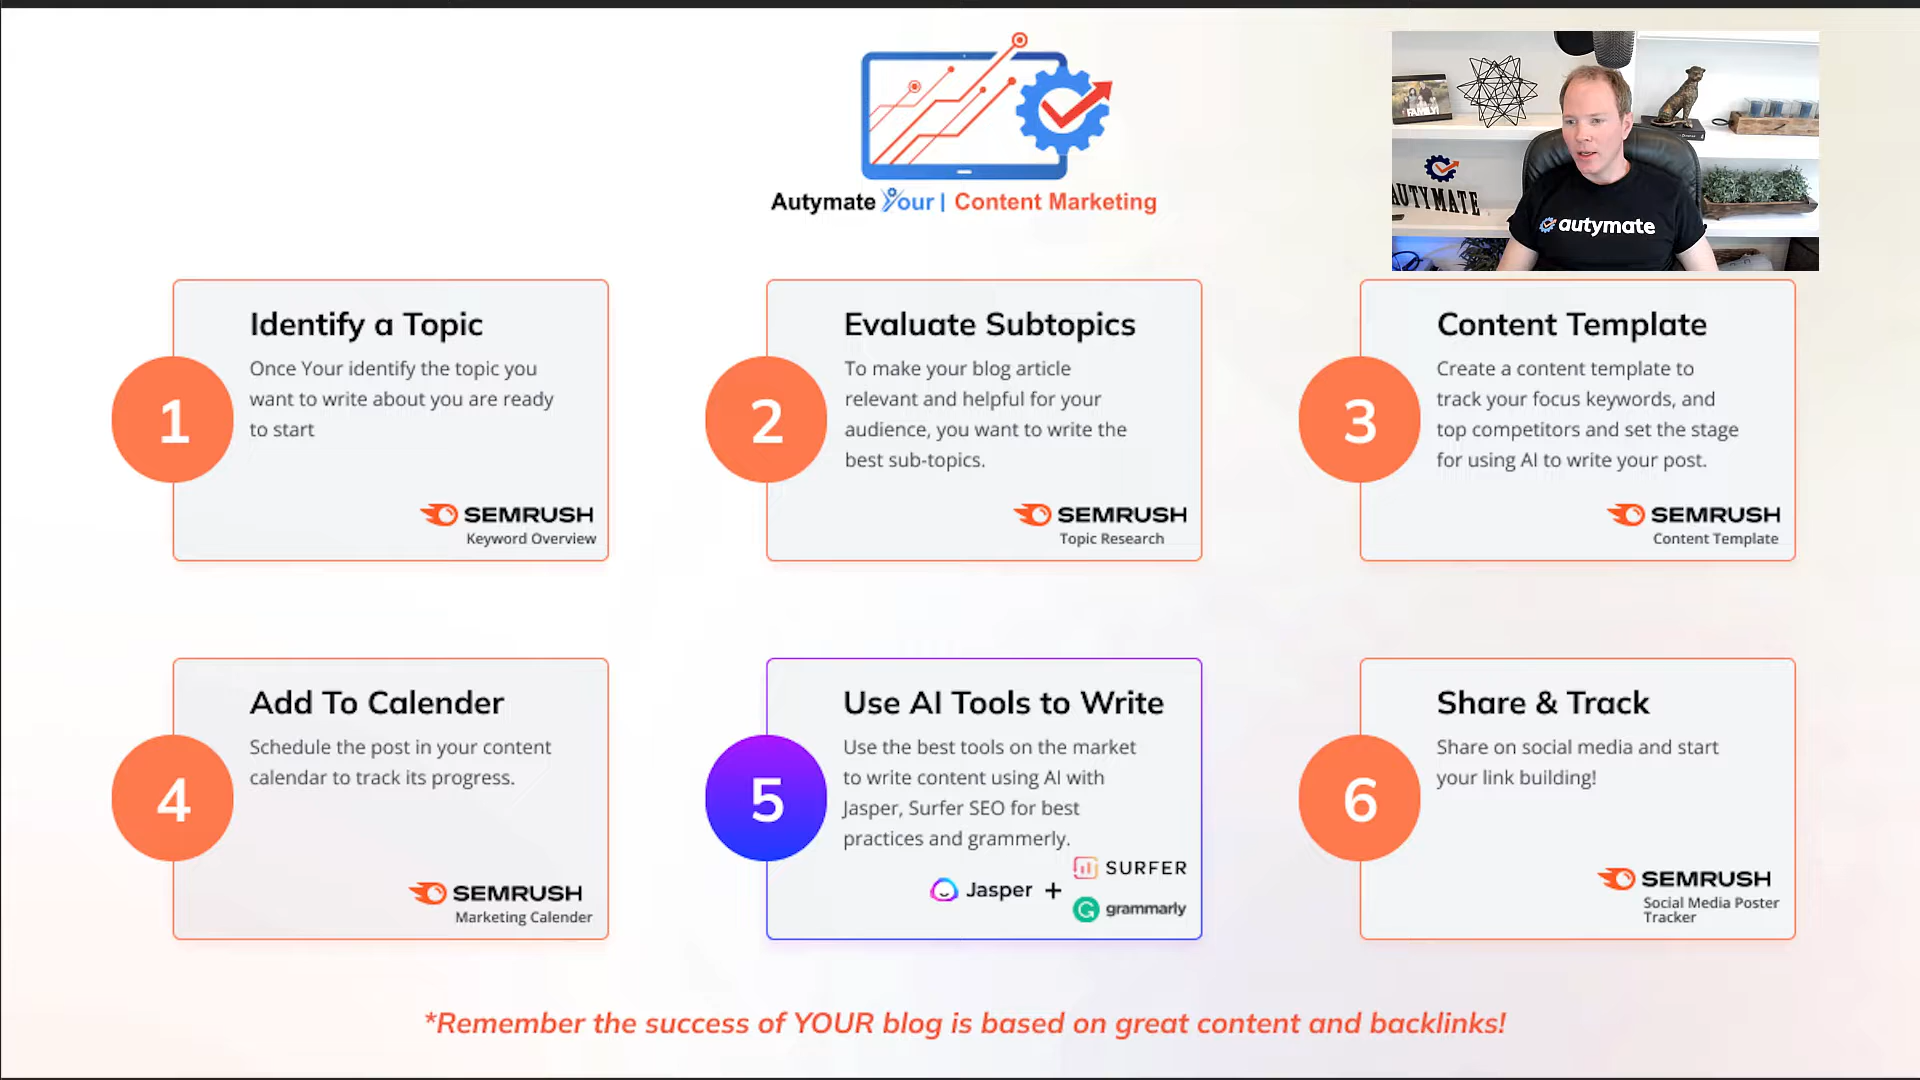 Autymate Your | Content Marketing
FAMILY
AUTYMATE
autymate
1
Identify a Topic
Once Your identify the topic you
want to write about you are ready
to start
SEMRUSH
Keyword Overview
2
Evaluate Subtopics
To make your blog article
relevant and helpful for your
audience, you want to write the
best sub-topics.
SEMRUSH
Topic Research
3
Content Template
Create a content template to
track your focus keywords, and
top competitors and set the stage
for using AI to write your post.
SEMRUSH
Content Template
4
Add To Calender
Schedule the post in your content
calendar to track its progress.
SEMRUSH
Marketing Calender
5
Use AI Tools to Write
Use the best tools on the market
to write content using AI with
Jasper, Surfer SEO for best
practices and grammerly.
Jasper +
SURFER
grammarly
6
Share & Track
Share on social media and start
your link building!
SEMRUSH
Social Media Poster
Tracker
*Remember the success of YOUR blog is based on great content and backlinks!